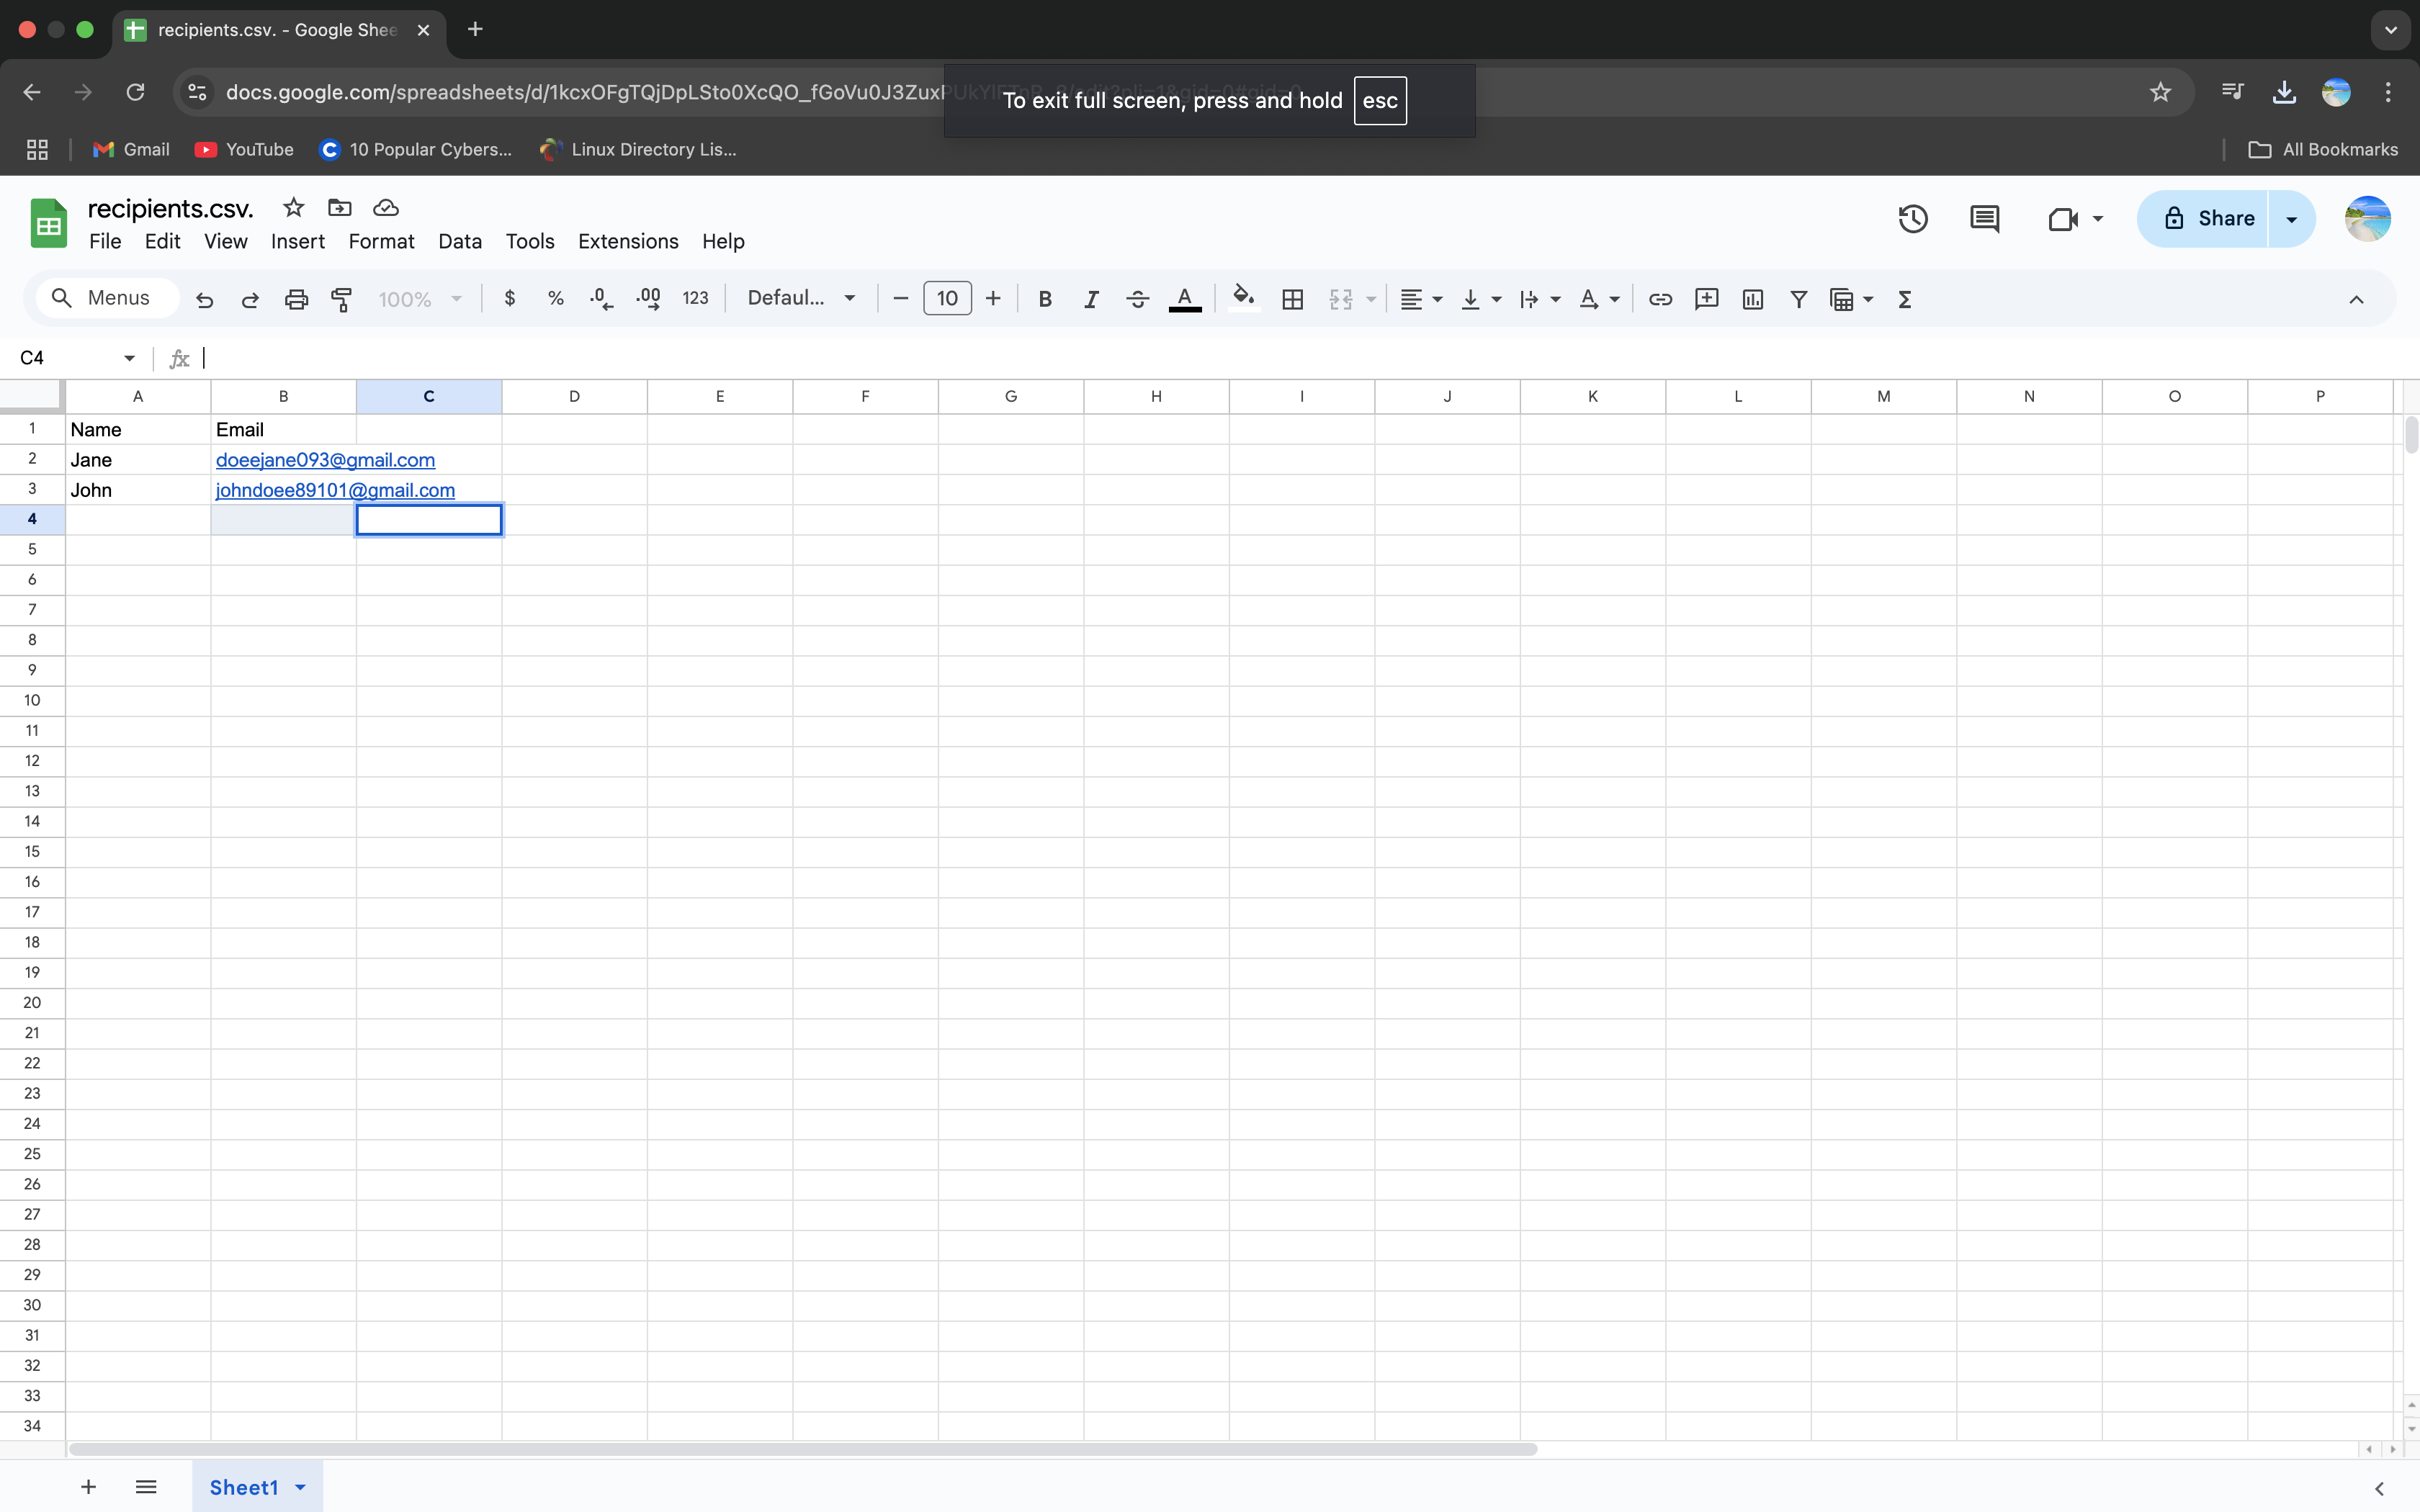 recipients.csv. - Google Shee
docs.google.com/spreadsheets/d/1kcxOFgTQjDpLSto0XcQO_fGoVu0J3Zux
To exit full screen, press and hold esc
Gmail YouTube 10 Popular Cybers... Linux Directory Lis... All Bookmarks
recipients.csv.
File Edit View Insert Format Data Tools Extensions Help
Share
Menus 100% $ % .0 .00 123 Defaul... 10 B I S A Σ
C4 fx
A B C D E F G H I J K L M N O P
1 Name Email
2 Jane doeejane093@gmail.com
3 John johndoee89101@gmail.com
4
5
6
7
8
9
10
11
12
13
14
15
16
17
18
19
20
21
22
23
24
25
26
27
28
29
30
31
32
33
34
Sheet1